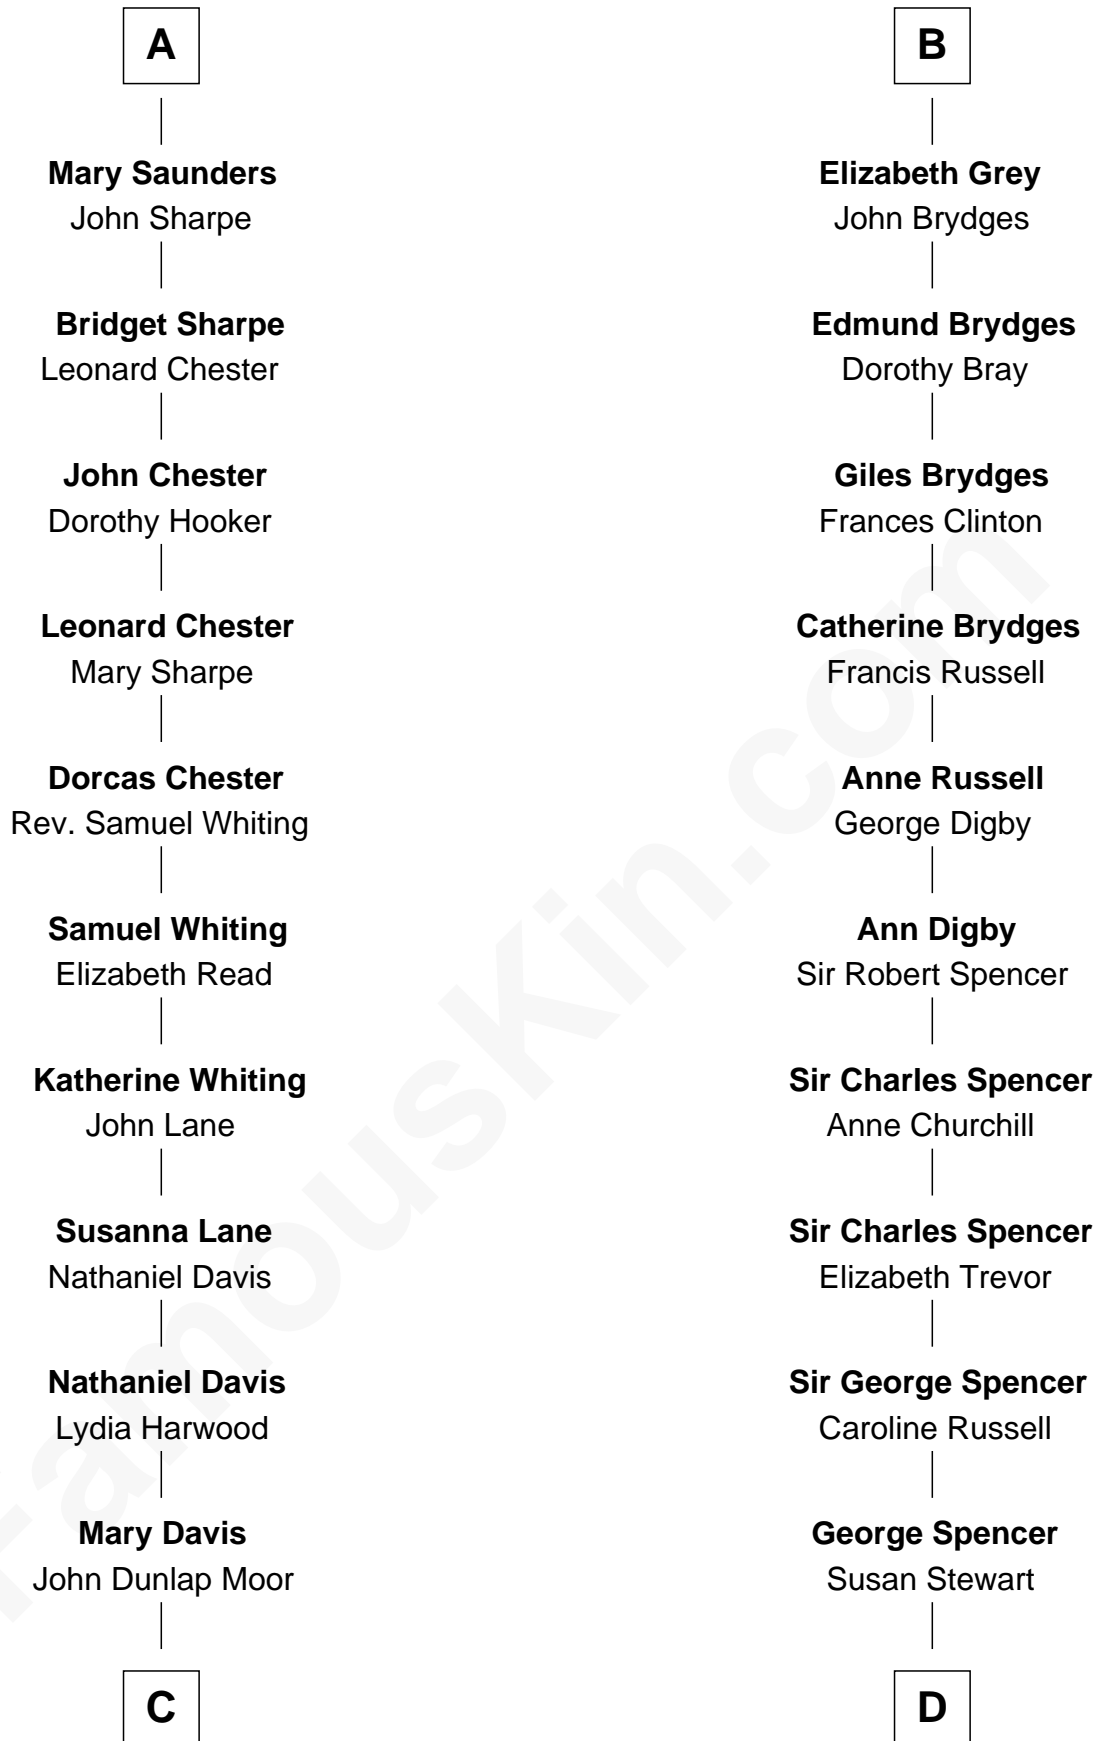 A
Mary Saunders
John Sharpe
Bridget Sharpe
Leonard Chester
John Chester
Dorothy Hooker
Leonard Chester
Mary Sharpe
Dorcas Chester
Rev. Samuel Whiting
Samuel Whiting
Elizabeth Read
Katherine Whiting
John Lane
Susanna Lane
Nathaniel Davis
Nathaniel Davis
Lydia Harwood
Mary Davis
John Dunlap Moor
C
B
Elizabeth Grey
John Brydges
Edmund Brydges
Dorothy Bray
Giles Brydges
Frances Clinton
Catherine Brydges
Francis Russell
Anne Russell
George Digby
Ann Digby
Sir Robert Spencer
Sir Charles Spencer
Anne Churchill
Sir Charles Spencer
Elizabeth Trevor
Sir George Spencer
Caroline Russell
George Spencer
Susan Stewart
D
FamousKin.com